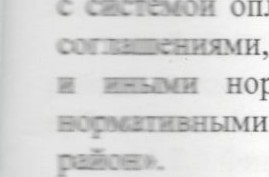 с системой опл
соглашениями,
и иными нор
нормативными
район».